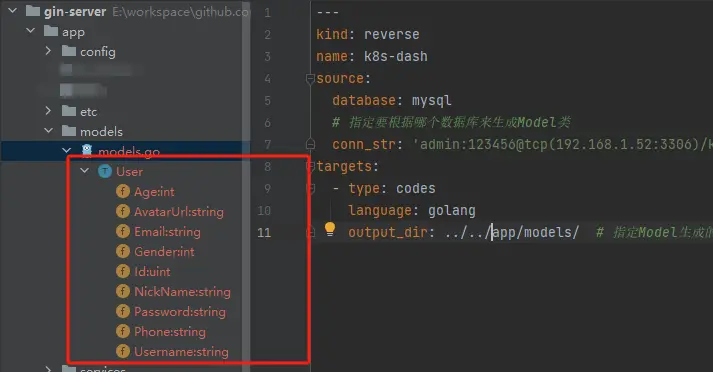 gin-server E:\workspace\github.co
app
config
etc
models
models.go
User
Age:int
AvatarUrl:string
Email:string
Gender:int
Id:uint
NickName:string
Password:string
Phone:string
Username:string
services
1 ---
2 kind: reverse
3 name: k8s-dash
4 source:
5 database: mysql
6 # 指定要根据哪个数据库来生成Model类
7 conn_str: 'admin:123456@tcp(192.168.1.52:3306)/k
8 targets:
9 - type: codes
10 language: golang
11 output_dir: ../../app/models/ # 指定Model生成的